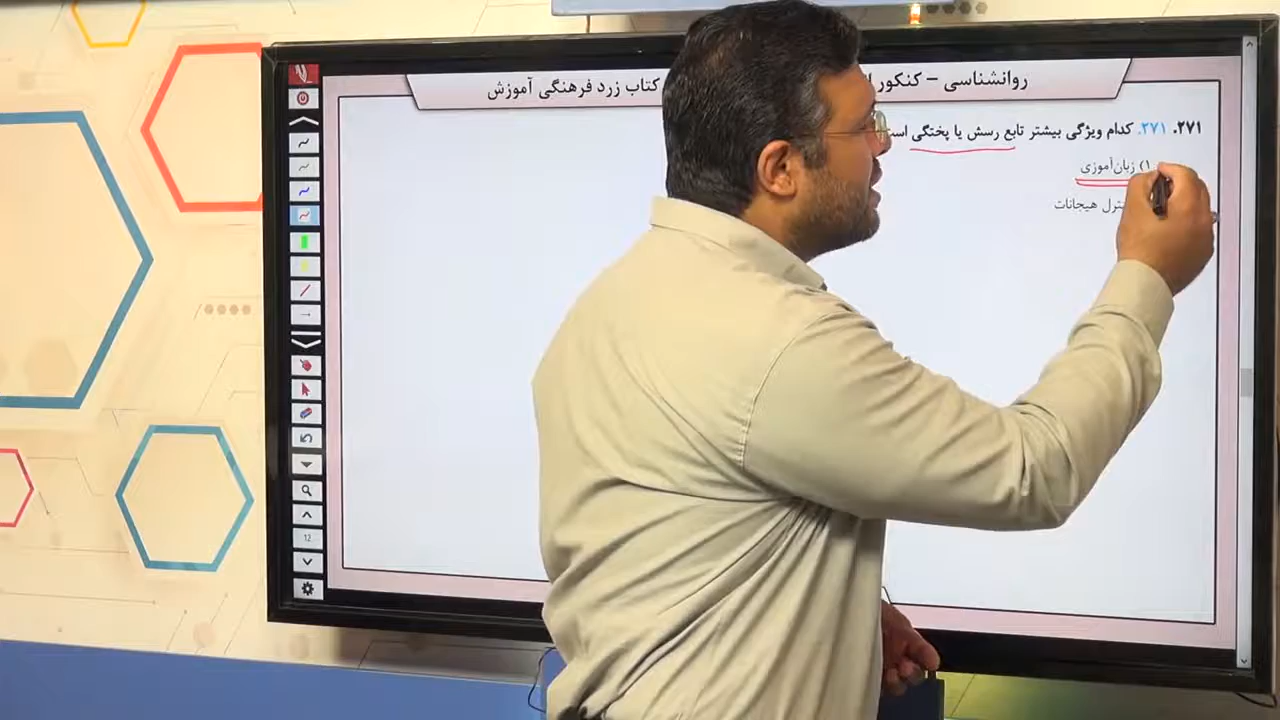 روانشناسی – کنکور
کتاب زرد فرهنگی آموزش
۲۷۱. ۲۷۱. کدام ویژگی بیشتر تابع رسش یا پختگی است
۱) زبان‌آموزی
هیجانات
12